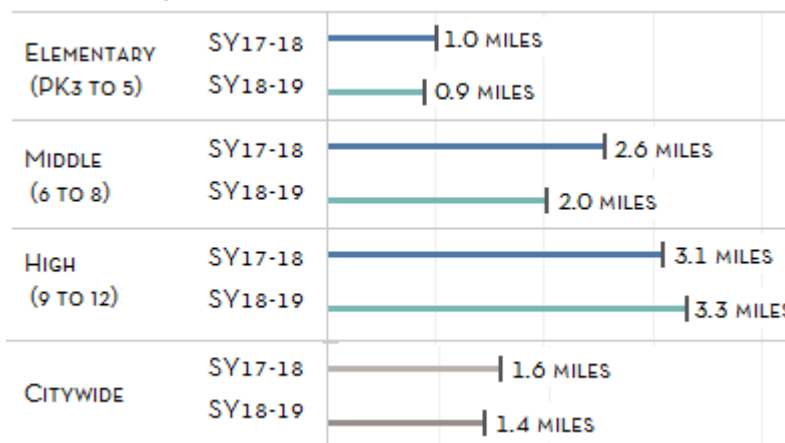 ELEMENTARY
(PK3 TO 5)
SY17-18
1.0 MILES
SY18-19
0.9 MILES
MIDDLE
(6 TO 8)
SY17-18
2.6 MILES
SY18-19
2.0 MILES
HIGH
(9 TO 12)
SY17-18
3.1 MILES
SY18-19
3.3 MILES
CITYWIDE
SY17-18
1.6 MILES
SY18-19
1.4 MILES